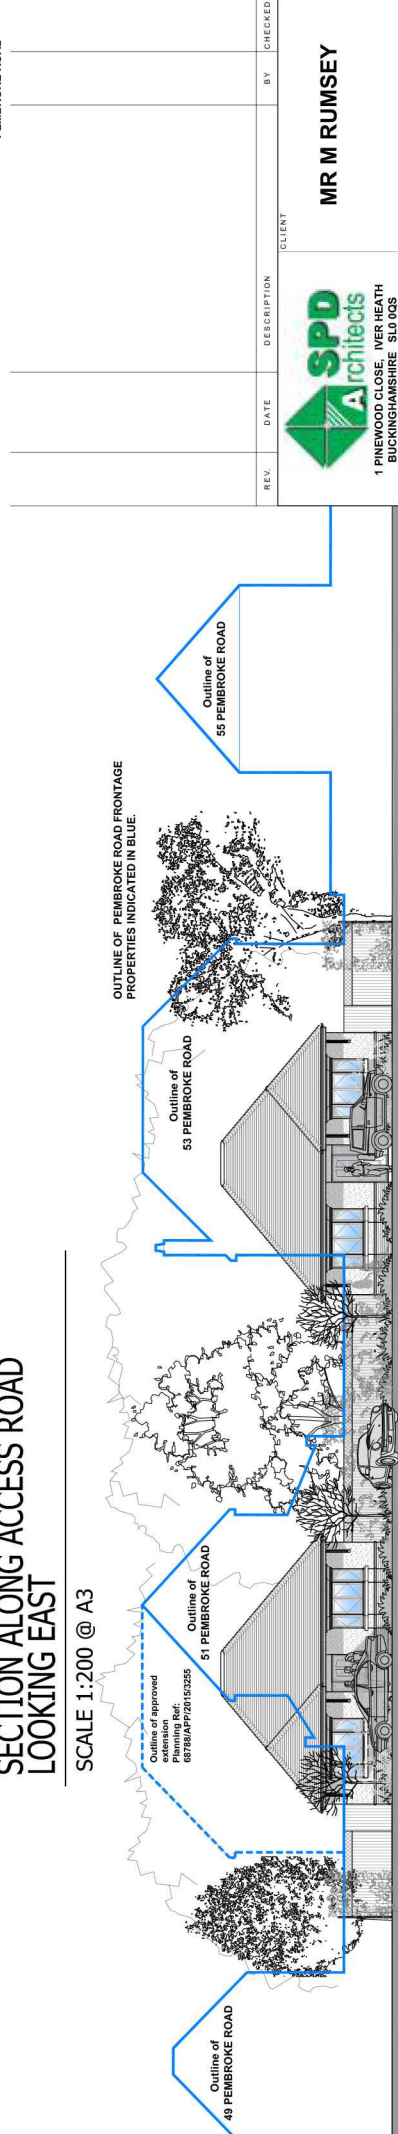 SECTION ALONG ACCESS ROAD
LOOKING EAST
SCALE 1:200 @ A3
Outline of
49 PEMBROKE ROAD
Outline of approved
extension
Planning Ref:
68788/APP/2015/3255
Outline of
51 PEMBROKE ROAD
Outline of
53 PEMBROKE ROAD
OUTLINE OF PEMBROKE ROAD FRONTAGE
PROPERTIES INDICATED IN BLUE.
Outline of
55 PEMBROKE ROAD
REV. DATE DESCRIPTION BY CHECKED
SPD
Architects
1 PINEWOOD CLOSE, IVER HEATH
BUCKINGHAMSHIRE SL0 0QS
CLIENT
MR M RUMSEY